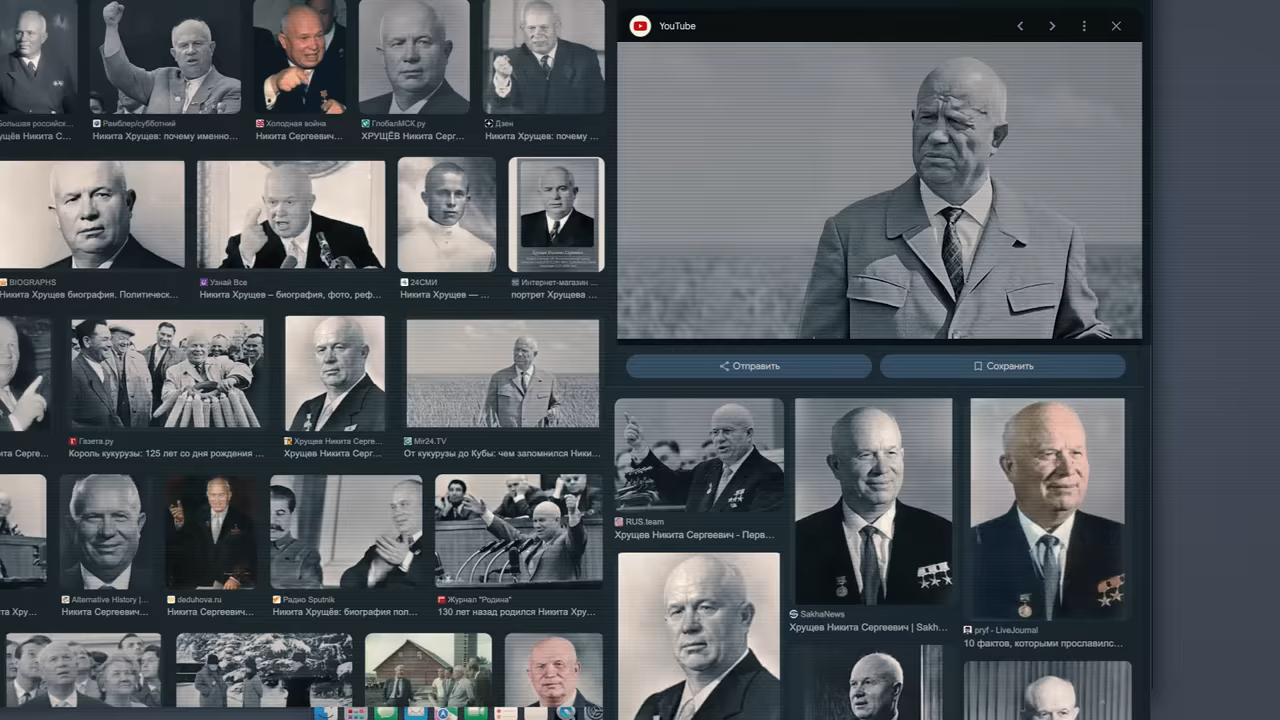 YouTube
Рамблер/субботний
Никита Хрущев: почему именно...
Холодная война
Никита Сергеевич...
ГлобалМСК.ру
ХРУЩЁВ Никита Серг...
Дзен
Никита Хрущев: почему ...
BIOGRAPHS
Никита Хрущев биография. Политическ...
Узнай Все
Никита Хрущев – биография, фото, реф...
24СМИ
Никита Хрущев — ...
Интернет-магазин ...
портрет Хрущева ...
Газета.ру
Король кукурузы: 125 лет со дня рождения ...
Хрущев Никита Серге...
Хрущев Никита Серг...
Mir24.TV
От кукурузы до Кубы: чем запомнился Ники...
Alternative History |...
Никита Сергеевич...
deduhova.ru
Никита Сергеевич...
Радио Sputnik
Никита Хрущёв: биография пол...
Журнал "Родина"
130 лет назад родился Никита Хру...
Отправить
Сохранить
RUS.team
Хрущев Никита Сергеевич - Перв...
SakhaNews
Хрущев Никита Сергеевич | Sakh...
pryf - LiveJournal
10 фактов, которыми прославилс...